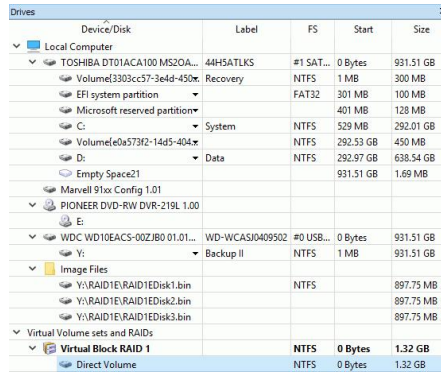 Drives
Device/Disk Label FS Start Size
Local Computer
TOSHIBA DT01ACA100 MS2OA... 44H5ATLKS #1 SAT... 0 Bytes 931.51 GB
Volume{3303cc57-3e4d-450... Recovery NTFS 1 MB 300 MB
EFI system partition FAT32 301 MB 100 MB
Microsoft reserved partition 401 MB 128 MB
C: System NTFS 529 MB 292.01 GB
Volume{e0a573f2-14d5-404... NTFS 292.53 GB 450 MB
D: Data NTFS 292.97 GB 638.54 GB
Empty Space21 931.51 GB 1.69 MB
Marvell 91xx Config 1.01
PIONEER DVD-RW DVR-219L 1.00
E:
WDC WD10EACS-00ZJB0 01.01... WD-WCASJ0409502 #0 USB... 0 Bytes 931.51 GB
Y: Backup II NTFS 1 MB 931.51 GB
Image Files
Y:\RAID1E\RAID1EDisk1.bin NTFS 897.75 MB
Y:\RAID1E\RAID1EDisk2.bin 897.75 MB
Y:\RAID1E\RAID1EDisk3.bin 897.75 MB
Virtual Volume sets and RAIDs
Virtual Block RAID 1 NTFS 0 Bytes 1.32 GB
Direct Volume NTFS 0 Bytes 1.32 GB